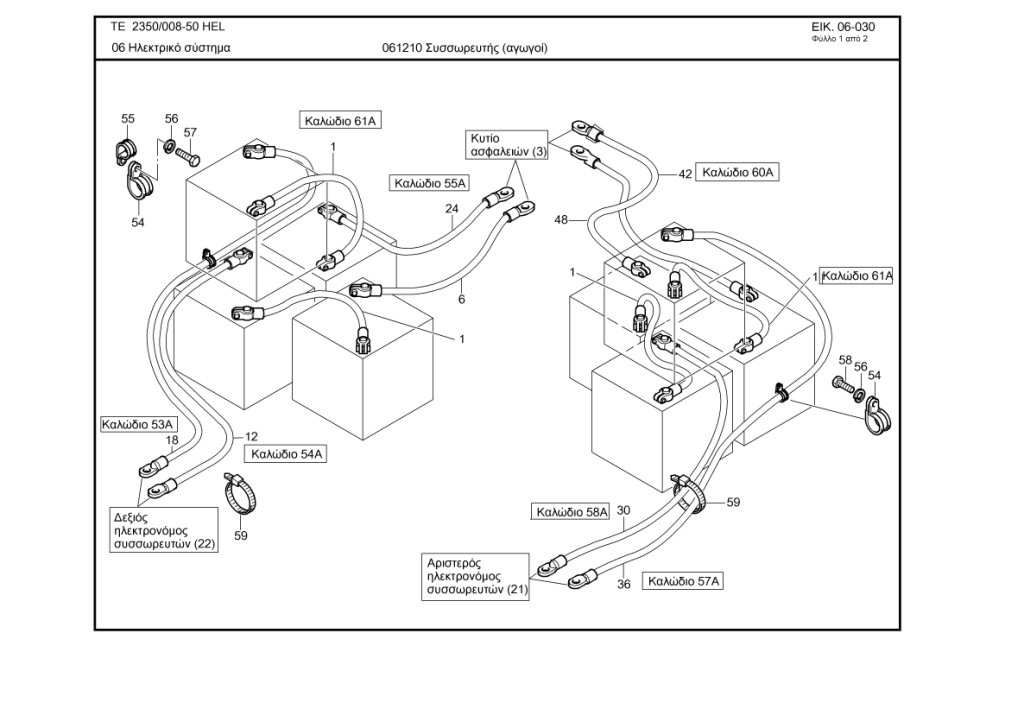 TE 2350/008-50 HEL
ΕΙΚ. 06-030
Φύλλο 1 από 2
06 Ηλεκτρικό σύστημα
061210 Συσσωρευτής (αγωγοί)
55
56
57
54
Καλώδιο 61A
1
Καλώδιο 55A
24
Κυτίο
ασφαλειών (3)
6
1
42
Καλώδιο 60A
48
1
1
Καλώδιο 61A
58
56
54
Καλώδιο 53A
18
12
Καλώδιο 54A
59
Δεξιός
ηλεκτρονόμος
συσσωρευτών (22)
59
Καλώδιο 58A
30
Αριστερός
ηλεκτρονόμος
συσσωρευτών (21)
36
Καλώδιο 57A